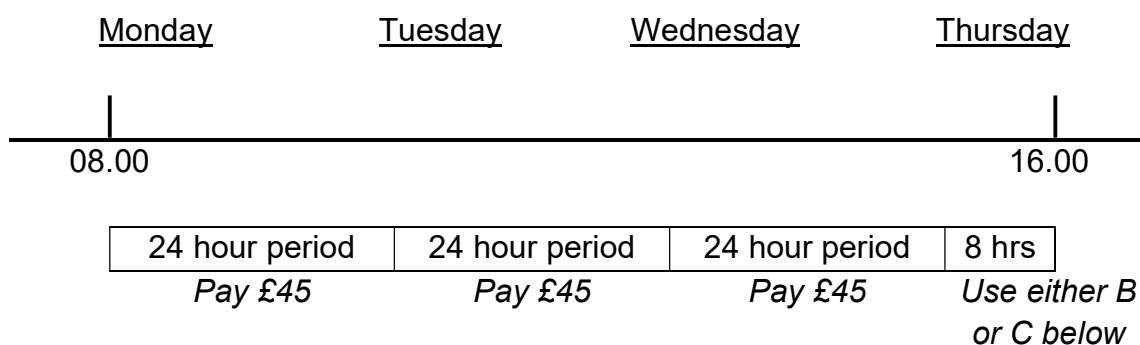 Monday Tuesday Wednesday Thursday
08.00 16.00
24 hour period 24 hour period 24 hour period 8 hrs
Pay £45 Pay £45 Pay £45 Use either B
or C below